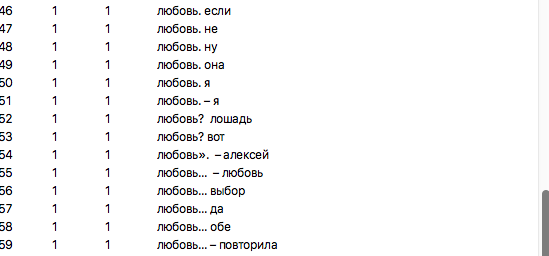 46 1 1 любовь. если
47 1 1 любовь. не
48 1 1 любовь. ну
49 1 1 любовь. она
50 1 1 любовь. я
51 1 1 любовь. – я
52 1 1 любовь?  лошадь
53 1 1 любовь? вот
54 1 1 любовь».  – алексей
55 1 1 любовь…  – любовь
56 1 1 любовь… выбор
57 1 1 любовь… да
58 1 1 любовь… обе
59 1 1 любовь… – повторила